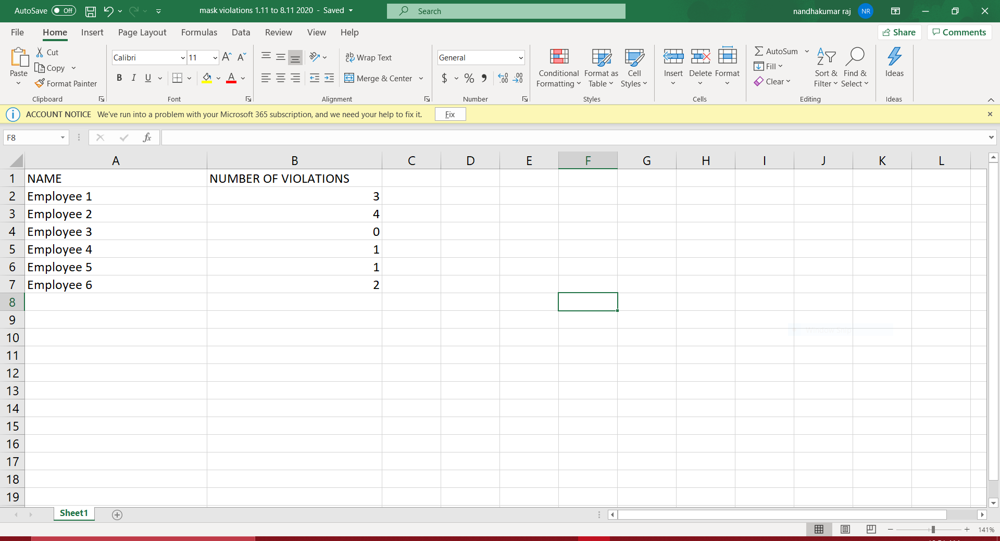 AutoSave Off mask violations 1.11 to 8.11 2020 - Saved Search nandhakumar raj NR
File Home Insert Page Layout Formulas Data Review View Help Share Comments
Paste Cut Copy Format Painter
Clipboard
Calibri 11 A A
B I U A
Font
ab Wrap Text
Merge & Center
Alignment
General
$ % , .00 .0
Number
Conditional Formatting Format as Table Cell Styles
Styles
Insert Delete Format
Cells
AutoSum Fill Clear Sort & Filter Find & Select
Editing
Ideas
Ideas
ACCOUNT NOTICE We've run into a problem with your Microsoft 365 subscription, and we need your help to fix it. Fix
F8 fx
A B C D E F G H I J K L
1 NAME NUMBER OF VIOLATIONS
2 Employee 1 3
3 Employee 2 4
4 Employee 3 0
5 Employee 4 1
6 Employee 5 1
7 Employee 6 2
8
9
10
11
12
13
14
15
16
17
18
19
Sheet1
141%